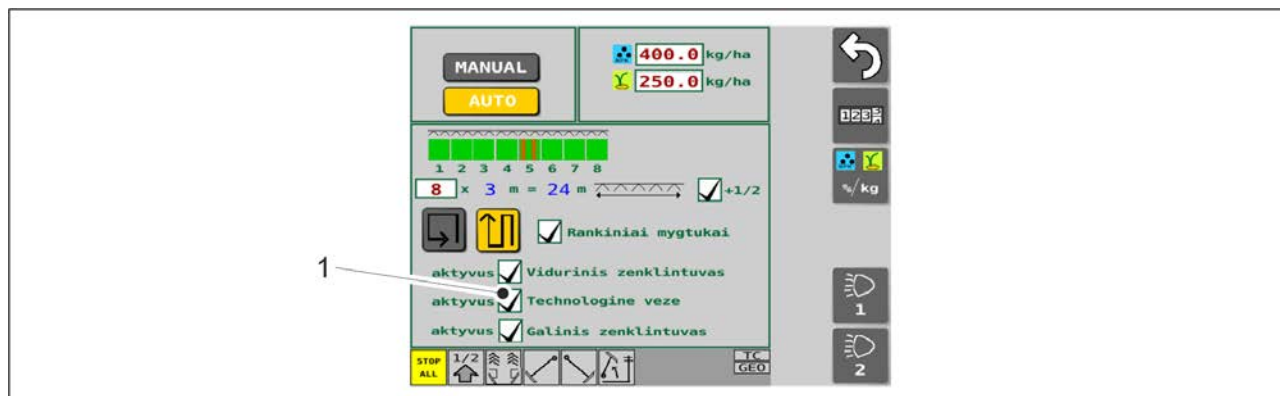 MANUAL
AUTO
400.0 kg/ha
250.0 kg/ha
1 2 3 4 5 6 7 8
8 x 3 m = 24 m +1/2
Rankiniai mygtukai
aktyvus Vidurinis zenklintuvas
1
aktyvus Technologine veze
aktyvus Galinis zenklintuvas
STOP ALL
1/2
TC
GEO
%/kg
1
2